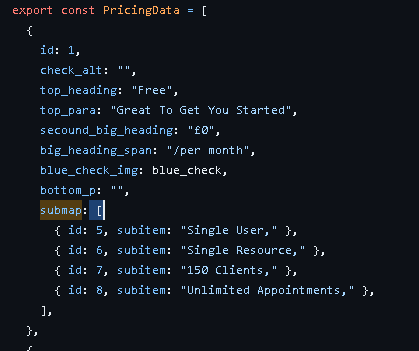 export const PricingData = [
{
id: 1,
check_alt: "",
top_heading: "Free",
top_para: "Great To Get You Started",
secound_big_heading: "£0",
big_heading_span: "/per month",
blue_check_img: blue_check,
bottom_p: "",
submap: [
{ id: 5, subitem: "Single User," },
{ id: 6, subitem: "Single Resource," },
{ id: 7, subitem: "150 Clients," },
{ id: 8, subitem: "Unlimited Appointments," },
],
},
{